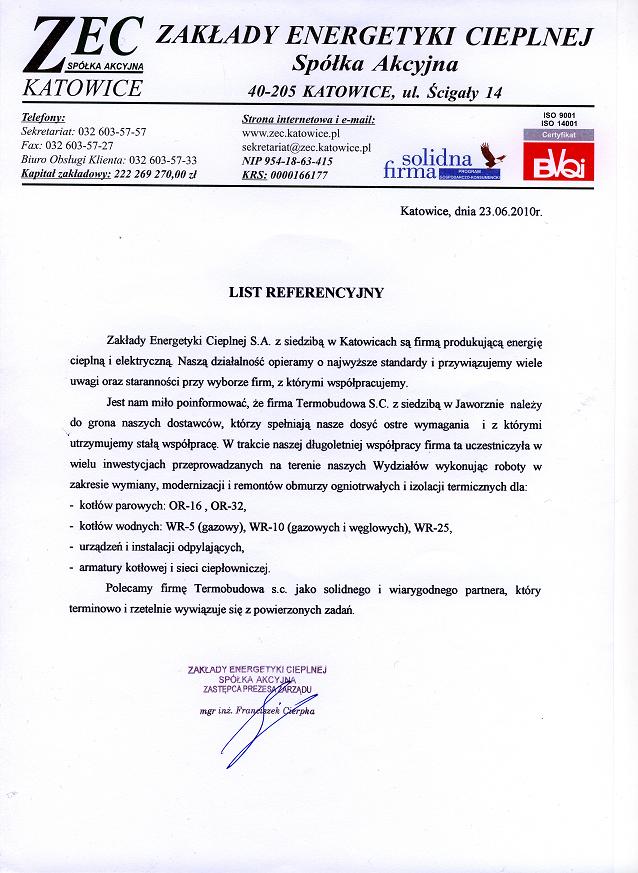 ZEC
SPÓŁKA AKCYJNA
KATOWICE
ZAKŁADY ENERGETYKI CIEPLNEJ
Spółka Akcyjna
40-205 KATOWICE, ul. Ścigały 14
Telefony:
Sekretariat: 032 603-57-57
Fax: 032 603-57-27
Biuro Obsługi Klienta: 032 603-57-33
Kapitał zakładowy: 222 269 270,00 zł
Strona internetowa i e-mail:
www.zec.katowice.pl
sekretariat@zec.katowice.pl
NIP 954-18-63-415
KRS: 0000166177
solidna
firma
PROGRAM
GOSPODARCZO-KONSUMENCKI
ISO 9001
ISO 14001
Certyfikat
BVQi
Katowice, dnia 23.06.2010r.
LIST REFERENCYJNY
Zakłady Energetyki Cieplnej S.A. z siedzibą w Katowicach są firmą produkującą energię
cieplną i elektryczną. Naszą działalność opieramy o najwyższe standardy i przywiązujemy wiele
uwagi oraz staranności przy wyborze firm, z którymi współpracujemy.
Jest nam miło poinformować, że firma Termobudowa S.C. z siedzibą w Jaworznie należy
do grona naszych dostawców, którzy spełniają nasze dosyć ostre wymagania i z którymi
utrzymujemy stałą współpracę. W trakcie naszej długoletniej współpracy firma ta uczestniczyła w
wielu inwestycjach przeprowadzanych na terenie naszych Wydziałów wykonując roboty w
zakresie wymiany, modernizacji i remontów obmurzy ogniotrwałych i izolacji termicznych dla:
- kotłów parowych: OR-16 , OR-32,
- kotłów wodnych: WR-5 (gazowy), WR-10 (gazowych i węglowych), WR-25,
- urządzeń i instalacji odpylających,
- armatury kotłowej i sieci ciepłowniczej.
Polecamy firmę Termobudowa s.c. jako solidnego i wiarygodnego partnera, który
terminowo i rzetelnie wywiązuje się z powierzonych zadań.
ZAKŁADY ENERGETYKI CIEPLNEJ
SPÓŁKA AKCYJNA
ZASTĘPCA PREZESA ZARZĄDU
mgr inż. Franciszek Cierpka